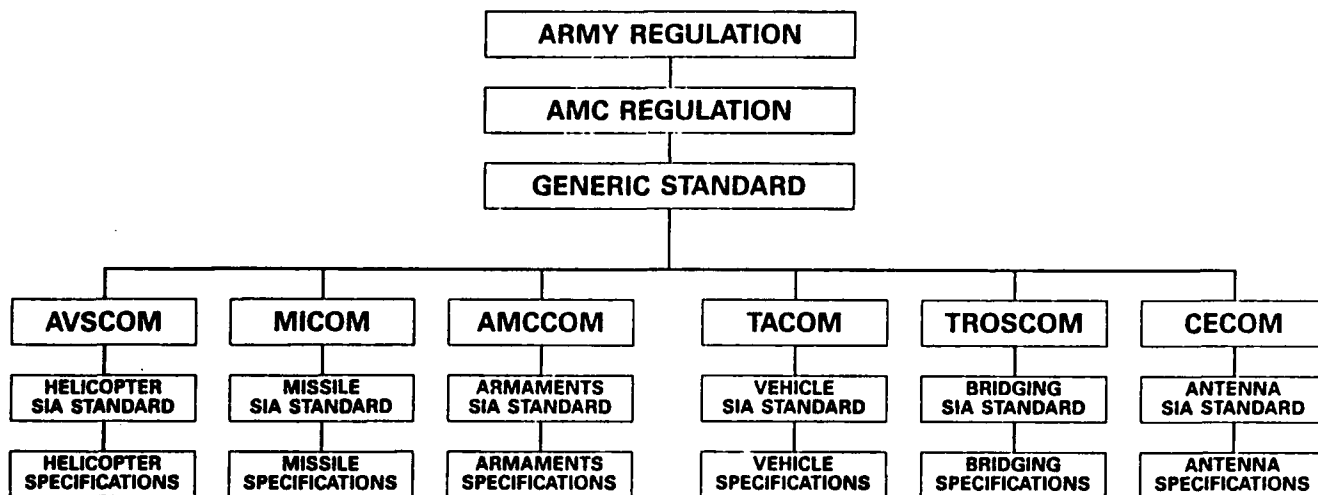 ARMY REGULATION
AMC REGULATION
GENERIC STANDARD
AVSCOM
MICOM
AMCCOM
TACOM
TROSCOM
CECOM
HELICOPTER
SIA STANDARD
MISSILE
SIA STANDARD
ARMAMENTS
SIA STANDARD
VEHICLE
SIA STANDARD
BRIDGING
SIA STANDARD
ANTENNA
SIA STANDARD
HELICOPTER
SPECIFICATIONS
MISSILE
SPECIFICATIONS
ARMAMENTS
SPECIFICATIONS
VEHICLE
SPECIFICATIONS
BRIDGING
SPECIFICATIONS
ANTENNA
SPECIFICATIONS